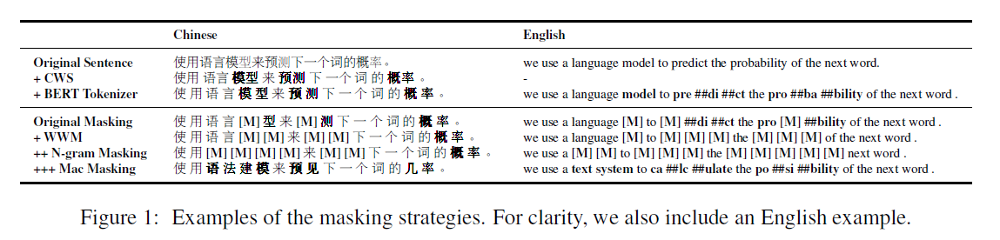 Chinese English
Original Sentence 使用语言模型来预测下一个词的概率。 we use a language model to predict the probability of the next word.
+ CWS 使用 语言 模型 来 预测 下 一个 词 的 概率 。 -
+ BERT Tokenizer 使 用 语 言 模 型 来 预 测 下 一 个 词 的 概 率 。 we use a language model to pre ##di ##ct the pro ##ba ##bility of the next word .
Original Masking 使 用 语 言 [M] 型 来 [M] 测 下 一 个 词 的 概 率 。 we use a language [M] to [M] ##di ##ct the pro [M] ##bility of the next word .
+ WWM 使 用 语 言 [M] [M] 来 [M] [M] 下 一 个 词 的 概 率 。 we use a language [M] to [M] [M] [M] the [M] [M] [M] of the next word .
++ N-gram Masking 使 用 [M] [M] [M] [M] 来 [M] [M] 下 一 个 词 的 概 率 。 we use a [M] [M] to [M] [M] [M] the [M] [M] [M] [M] [M] next word .
+++ Mac Masking 使 用 语 法 建 模 来 预 见 下 一 个 词 的 几 率 。 we use a text system to ca ##lc ##ulate the po ##si ##bility of the next word .
Figure 1: Examples of the masking strategies. For clarity, we also include an English example.